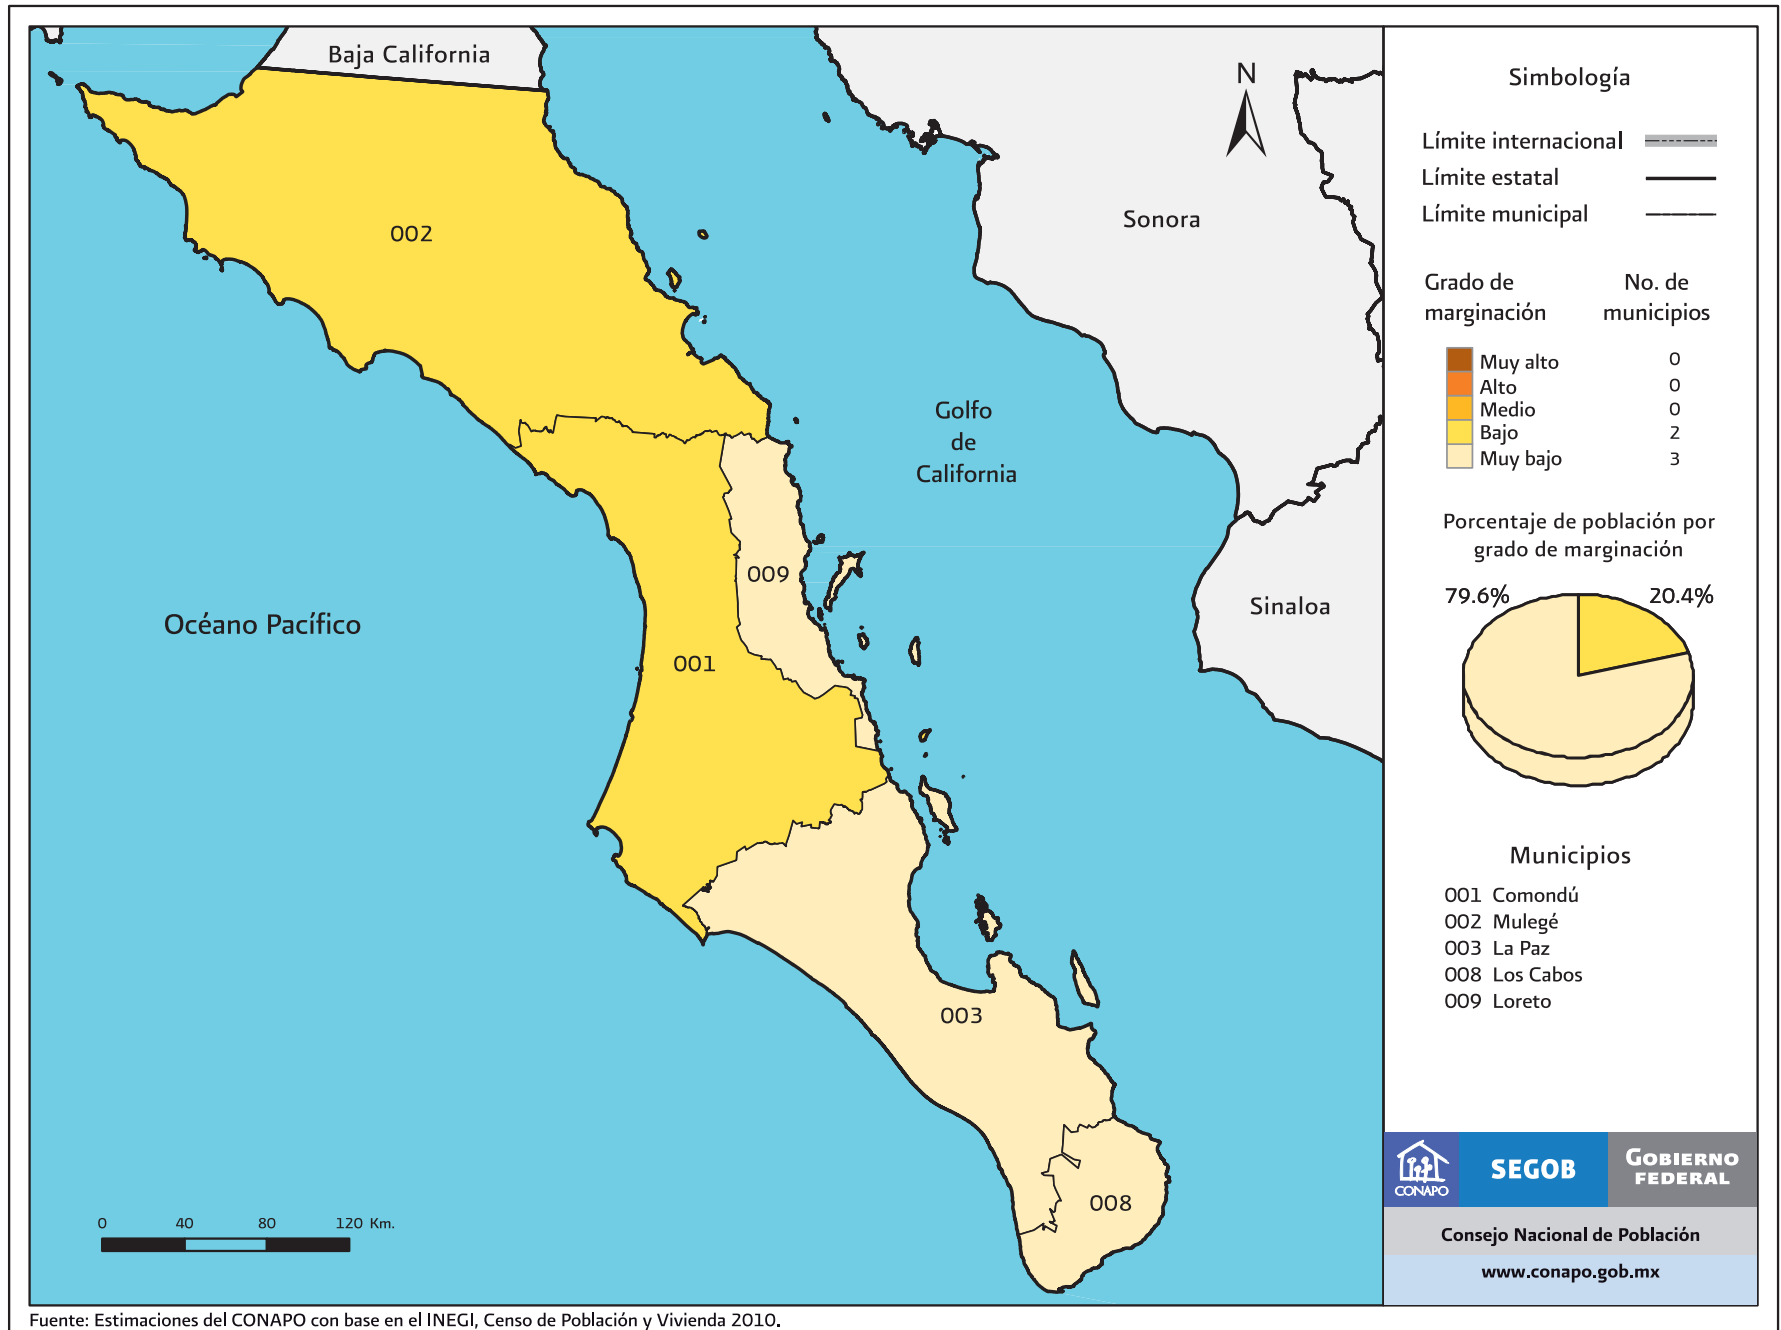 Baja California
N
002
Sonora
Golfo
de
California
009
Océano Pacífico
001
Sinaloa
003
008
0 40 80 120 Km.
Simbología
Límite internacional
Límite estatal
Límite municipal
Grado de marginación No. de municipios
Muy alto 0
Alto 0
Medio 0
Bajo 2
Muy bajo 3
Porcentaje de población por
grado de marginación
79.6% 20.4%
Municipios
001 Comondú
002 Mulegé
003 La Paz
008 Los Cabos
009 Loreto
CONAPO
SEGOB
GOBIERNO
FEDERAL
Consejo Nacional de Población
www.conapo.gob.mx
Fuente: Estimaciones del CONAPO con base en el INEGI, Censo de Población y Vivienda 2010.